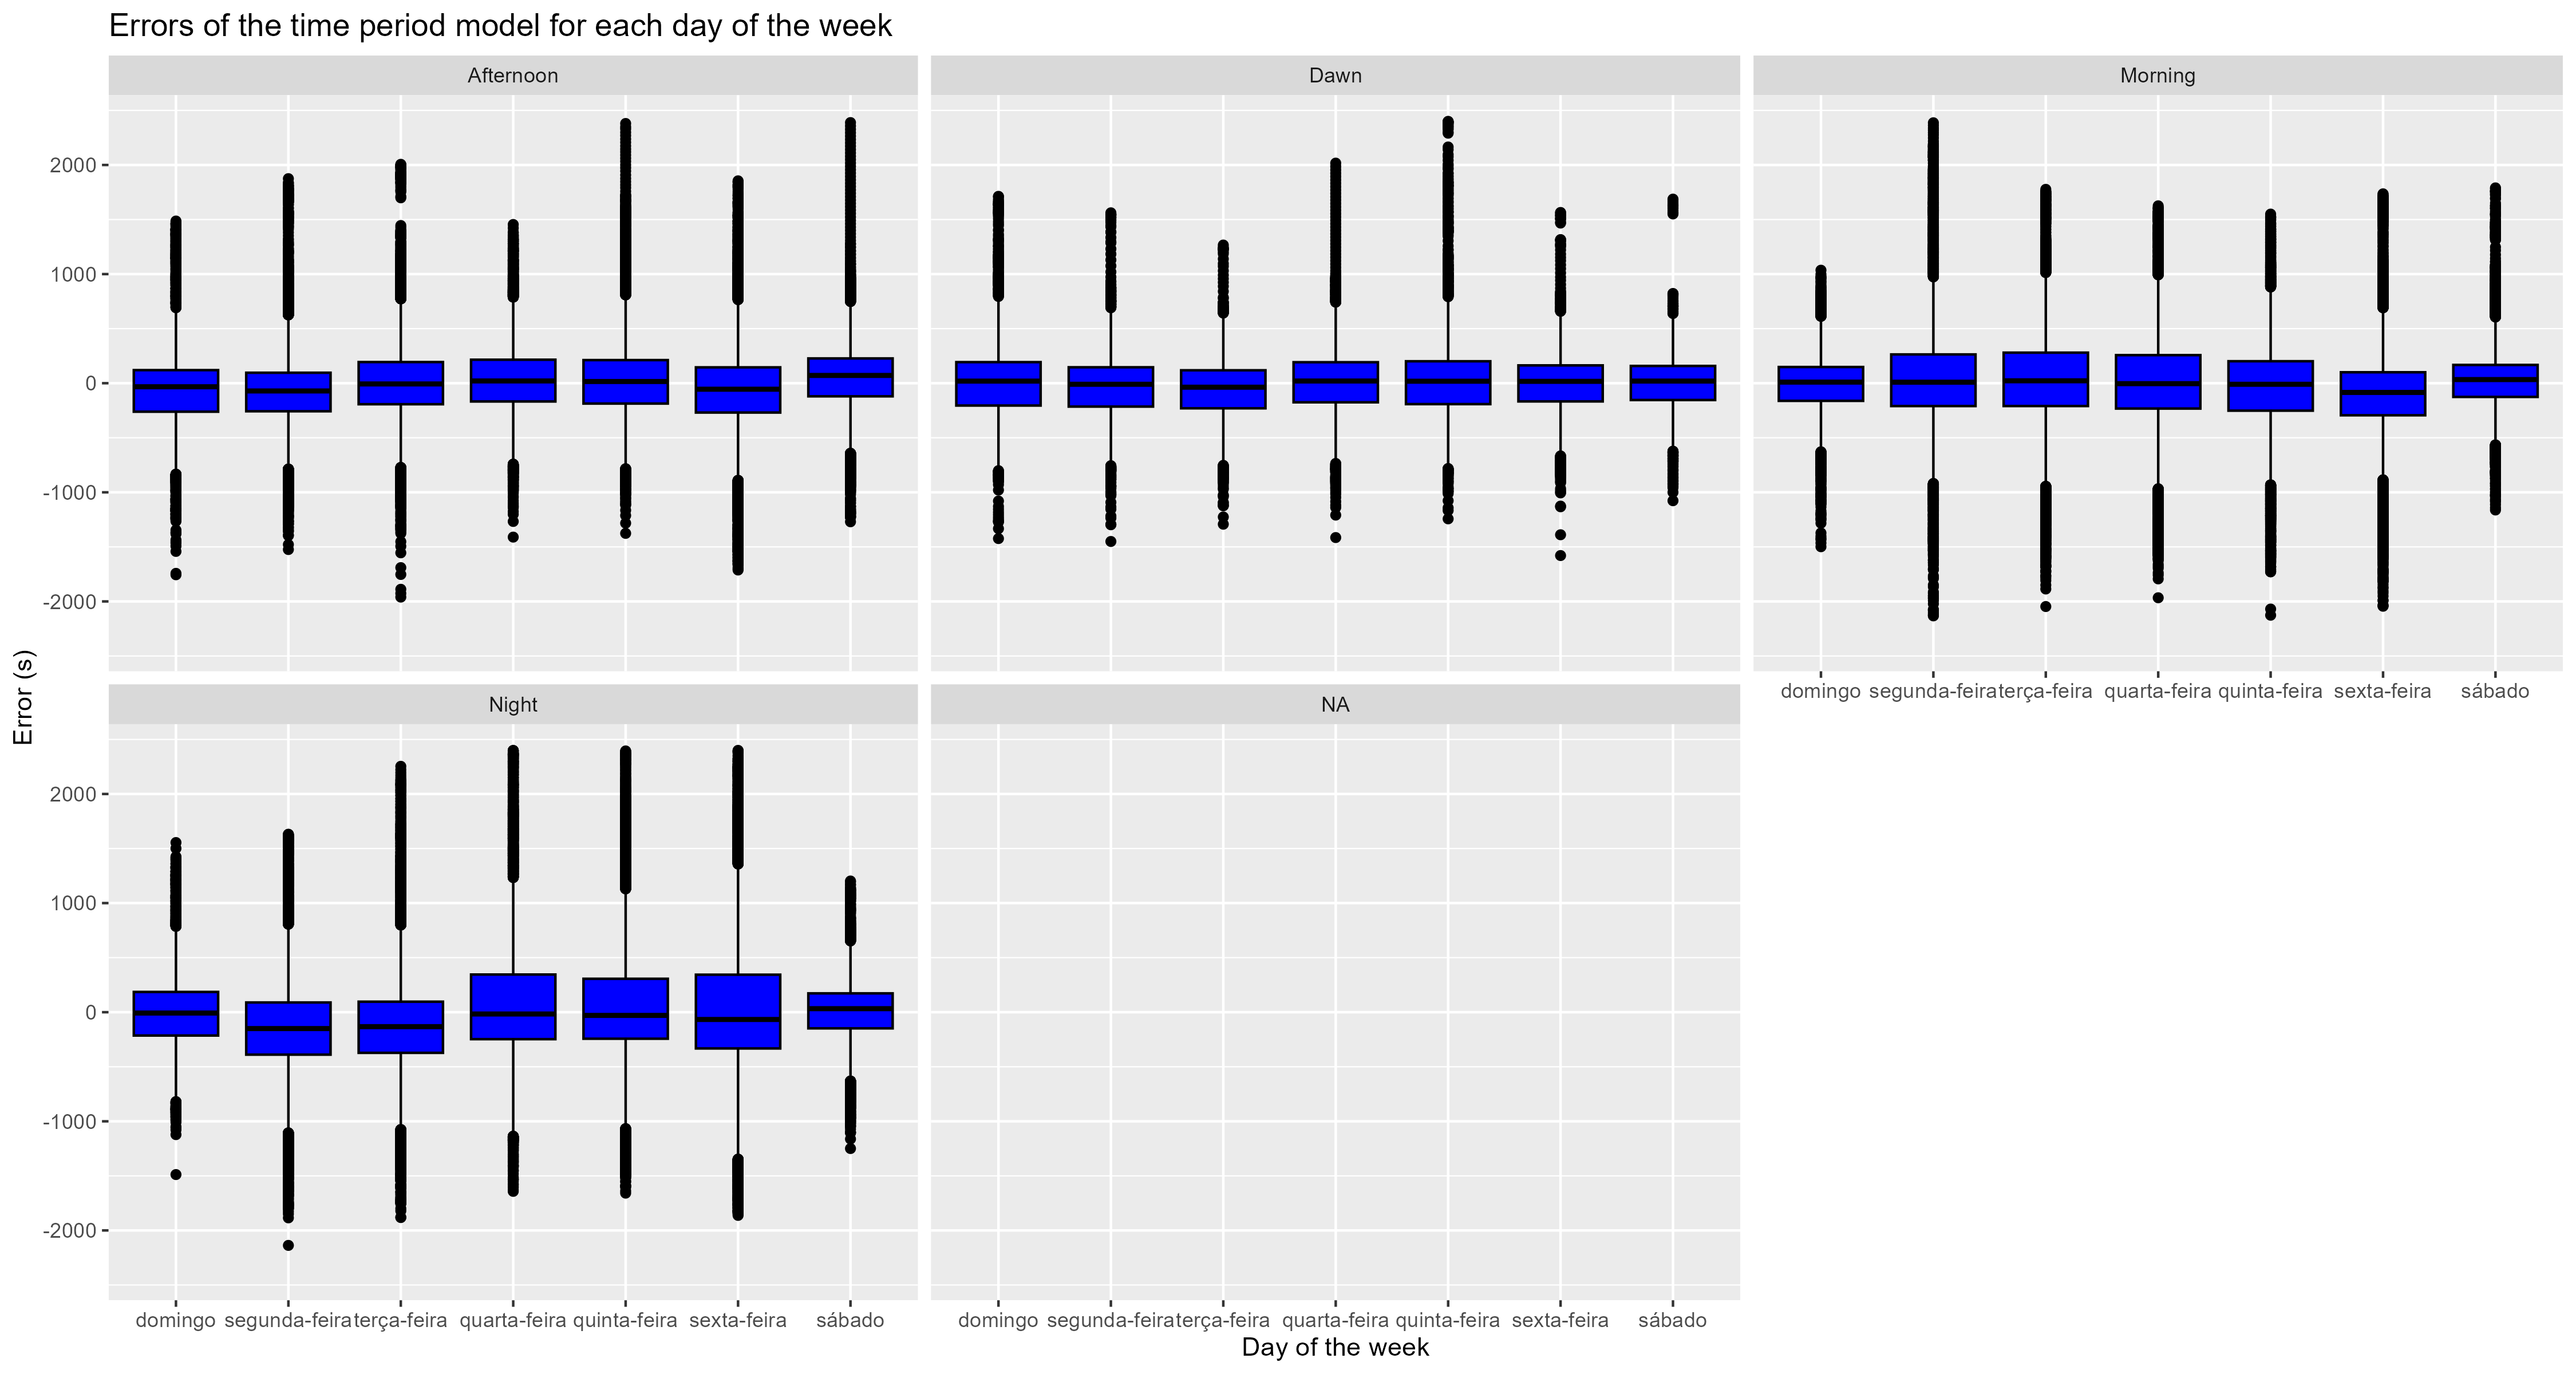 Errors of the time period model for each day of the week
Afternoon
Dawn
Morning
2000
1000
0
-1000
-2000
domingo segunda-feira terça-feira quarta-feira quinta-feira sexta-feira sábado
Error (s)
Night
NA
2000
1000
0
-1000
-2000
domingo segunda-feira terça-feira quarta-feira quinta-feira sexta-feira sábado
domingo segunda-feira terça-feira quarta-feira quinta-feira sexta-feira sábado
Day of the week